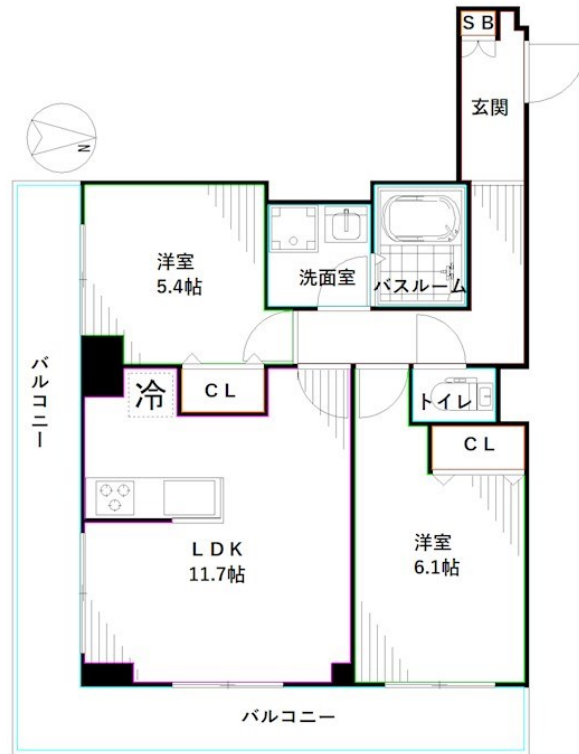 ＳＢ
玄関
N
洋室
5.4帖
洗面室
バスルーム
バルコニー
冷
ＣＬ
トイレ
ＣＬ
ＬＤＫ
11.7帖
洋室
6.1帖
バルコニー